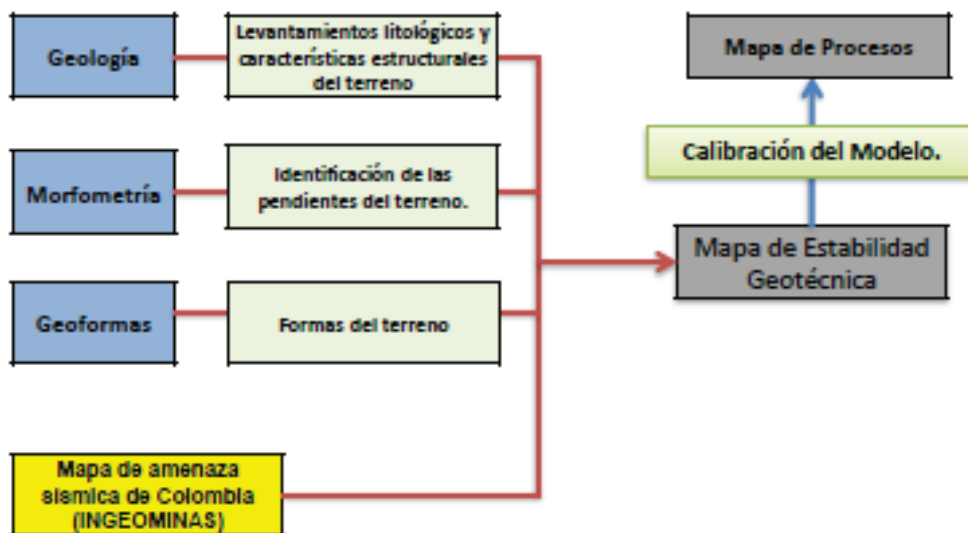 Geología
Levantamientos litológicos y
características estructurales
del terreno
Mapa de Procesos
Calibración del Modelo.
Morfometría
Identificación de las
pendientes del terreno.
Mapa de Estabilidad
Geotécnica
Geoformas
Formas del terreno
Mapa de amenaza
sísmica de Colombia
(INGEOMINAS)